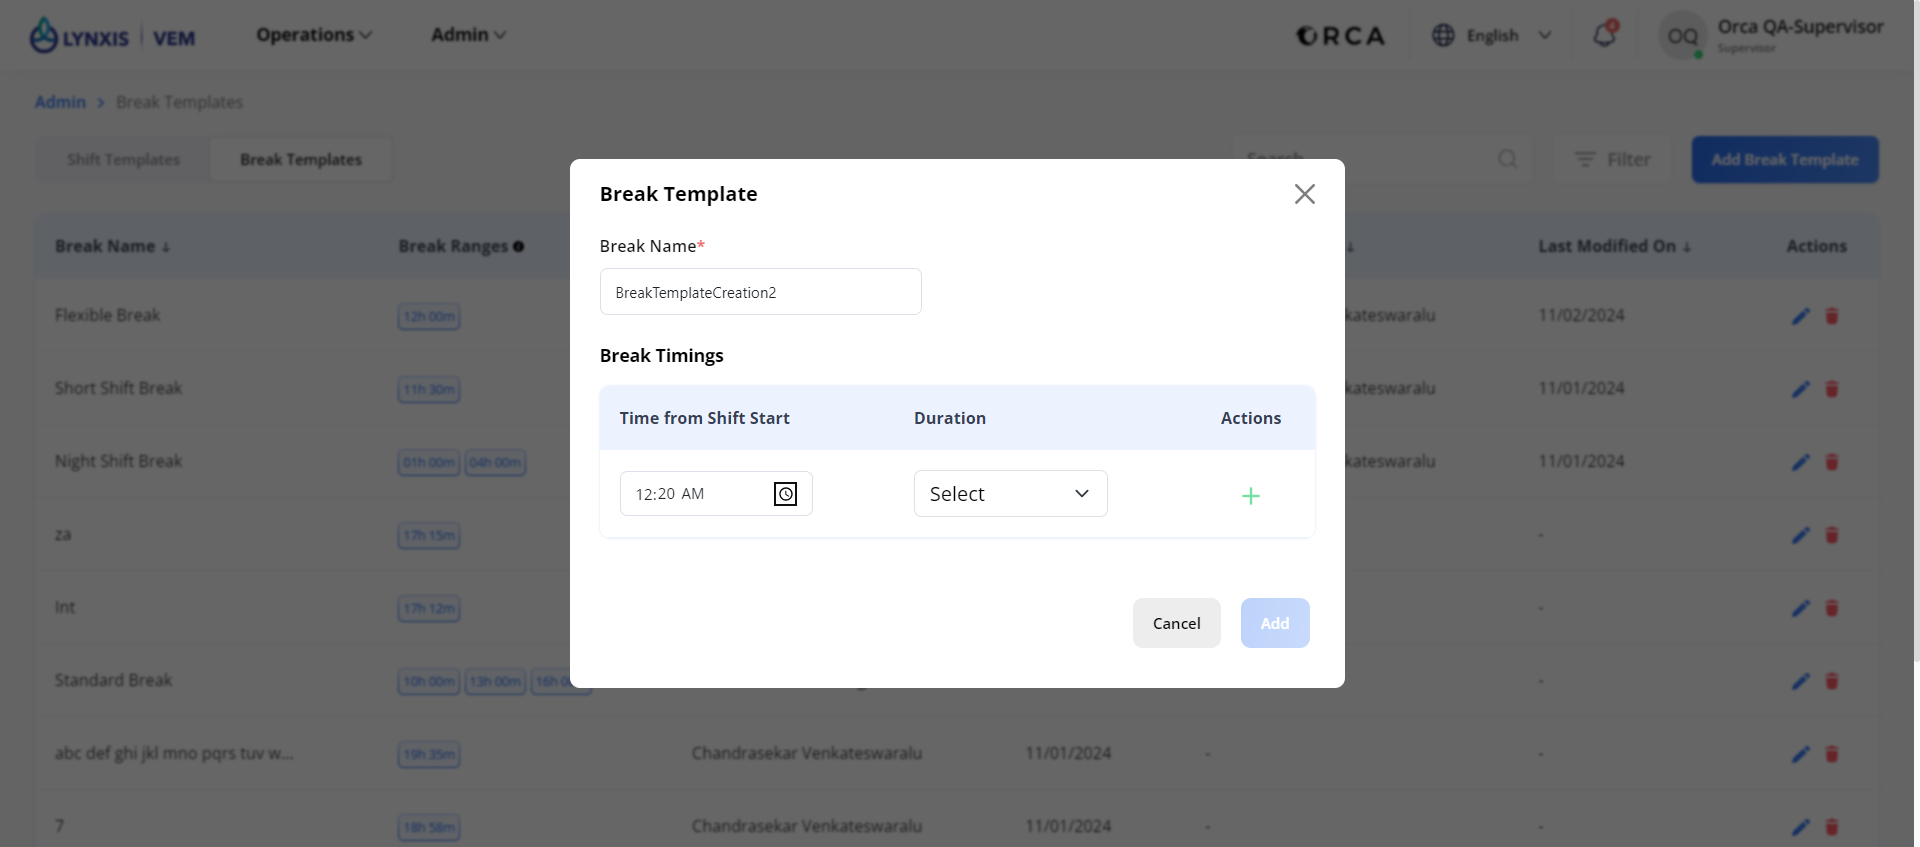 LYNXIS VEM Operations Admin ORCA English 4 OQ Orca QA-Supervisor
Supervisor
Admin > Break Templates
Shift Templates Break Templates Search Filter Add Break Template
Break Name ↓ Break Ranges ↓ Last Modified On ↓ Actions
Flexible Break 12h 00m kateswaralu 11/02/2024
Short Shift Break 11h 30m kateswaralu 11/01/2024
Night Shift Break 01h 00m 04h 00m kateswaralu 11/01/2024
za 17h 15m -
Int 17h 12m -
Standard Break 10h 00m 13h 00m 16h -
abc def ghi jkl mno pqrs tuv w... 19h 35m Chandrasekar Venkateswaralu 11/01/2024 - -
7 18h 58m Chandrasekar Venkateswaralu 11/01/2024 - -
Break Template
Break Name*
BreakTemplateCreation2
Break Timings
Time from Shift Start Duration Actions
12:20 AM Select +
Cancel Add